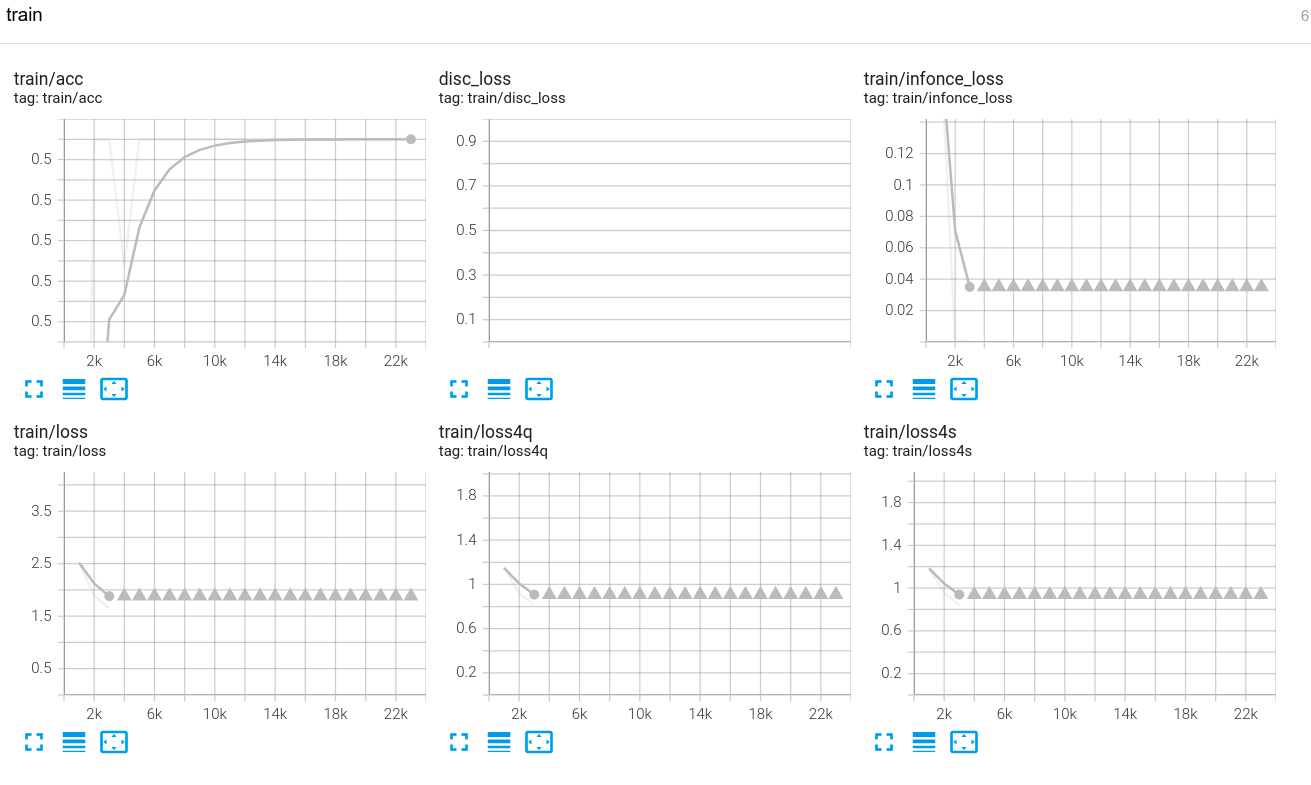 train 6
train/acc
tag: train/acc
0.5
0.5
0.5
0.5
0.5
2k 6k 10k 14k 18k 22k
disc_loss
tag: train/disc_loss
0.9
0.7
0.5
0.3
0.1
train/infonce_loss
tag: train/infonce_loss
0.12
0.1
0.08
0.06
0.04
0.02
2k 6k 10k 14k 18k 22k
train/loss
tag: train/loss
3.5
2.5
1.5
0.5
2k 6k 10k 14k 18k 22k
train/loss4q
tag: train/loss4q
1.8
1.4
1
0.6
0.2
2k 6k 10k 14k 18k 22k
train/loss4s
tag: train/loss4s
1.8
1.4
1
0.6
0.2
2k 6k 10k 14k 18k 22k